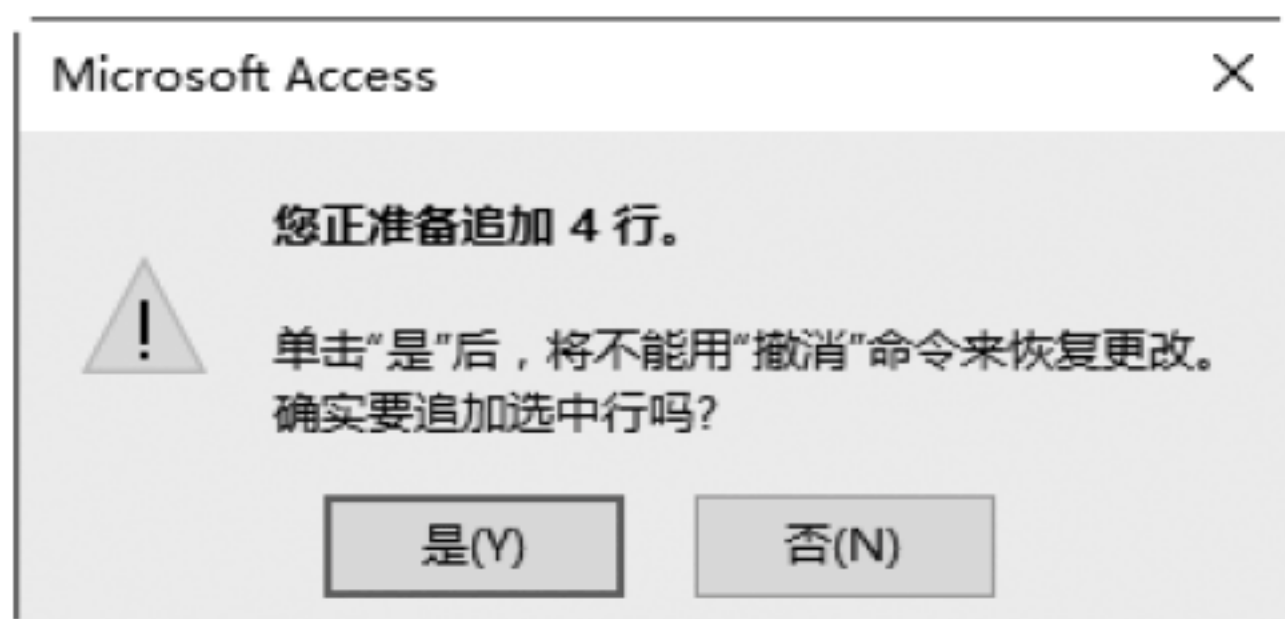 Microsoft Access
您正准备追加 4 行。
单击“是”后，将不能用“撤消”命令来恢复更改。
确实要追加选中行吗?
是(Y)
否(N)